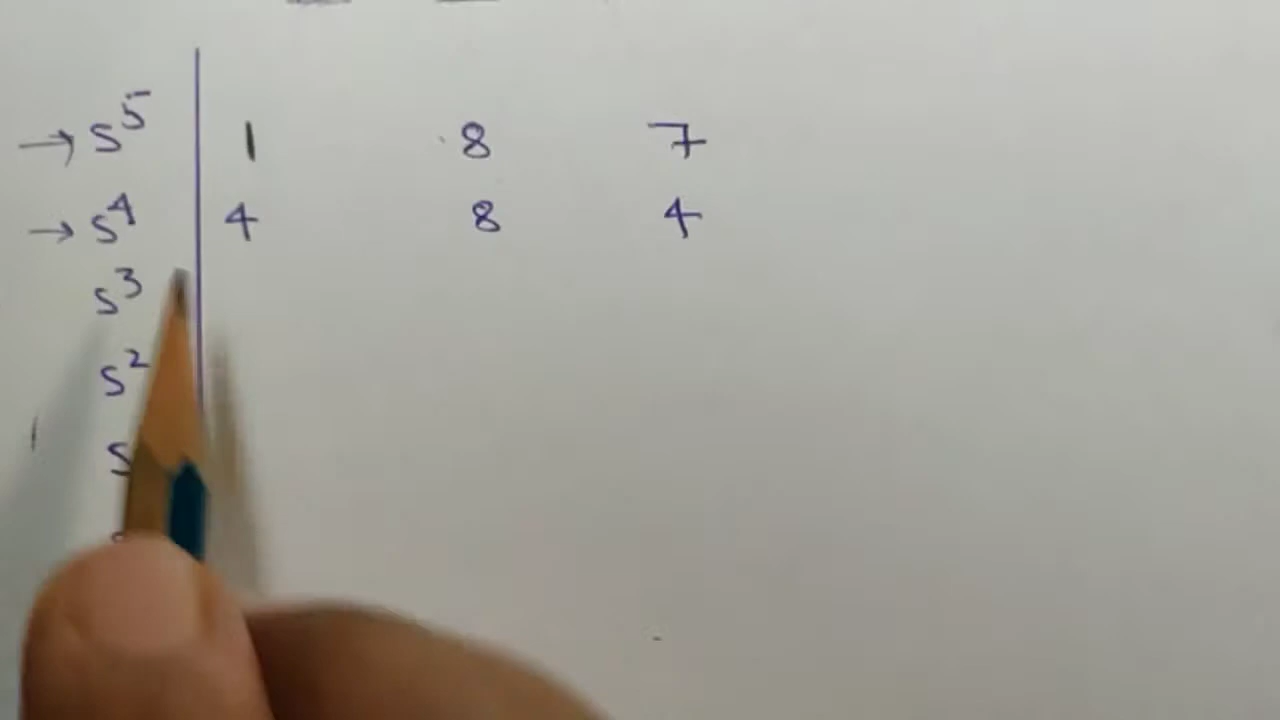 → s⁵ 1 8 7
→ s⁴ 4 8 4
s³
s²
s